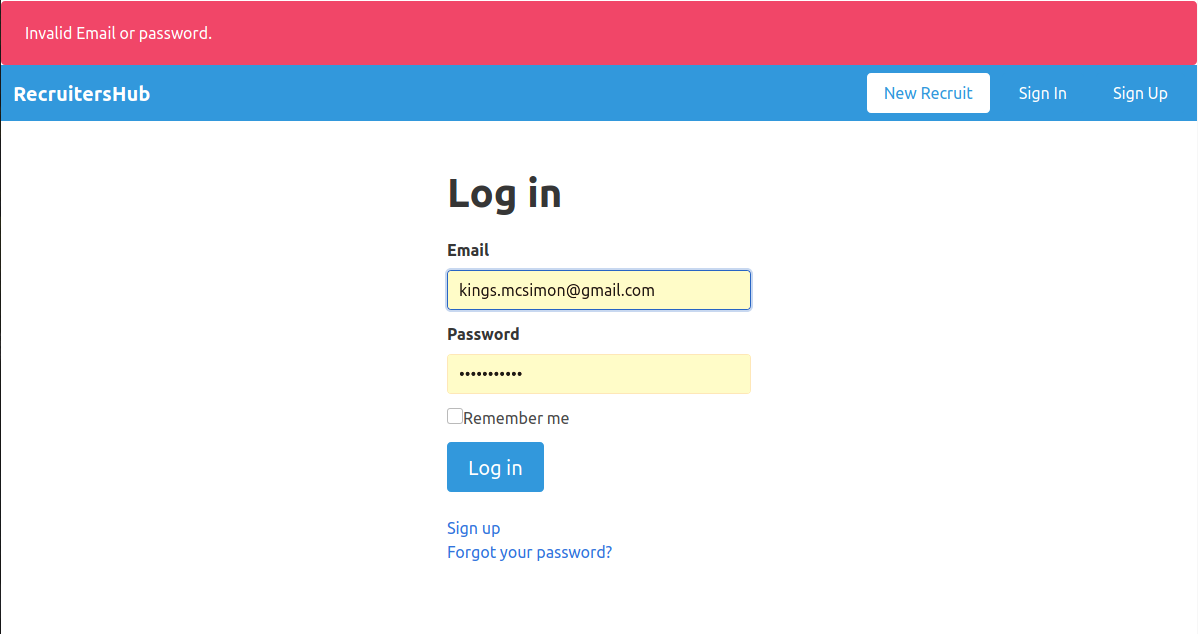 Invalid Email or password.
RecruitersHub New Recruit Sign In Sign Up
Log in
Email
kings.mcsimon@gmail.com
Password
•••••••••••
Remember me
Log in
Sign up
Forgot your password?